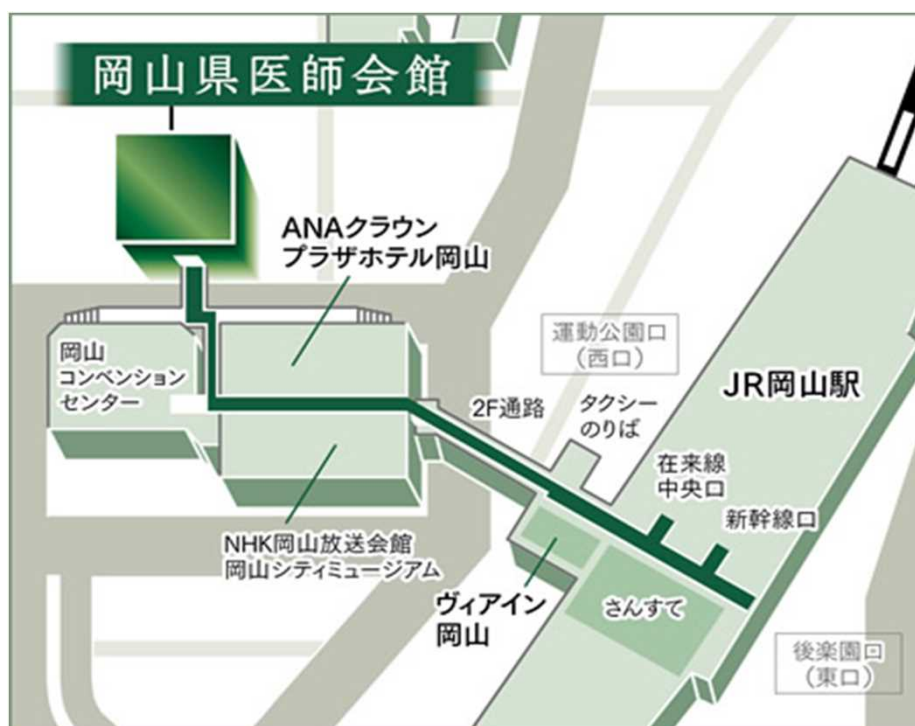 岡山県医師会館
ANAクラウン
プラザホテル岡山
運動公園口
(西口)
岡山
コンベンション
センター
JR岡山駅
2F通路
タクシー
のりば
在来線
中央口
新幹線口
NHK岡山放送会館
岡山シティミュージアム
ヴィアイン
岡山
さんすて
後楽園口
(東口)